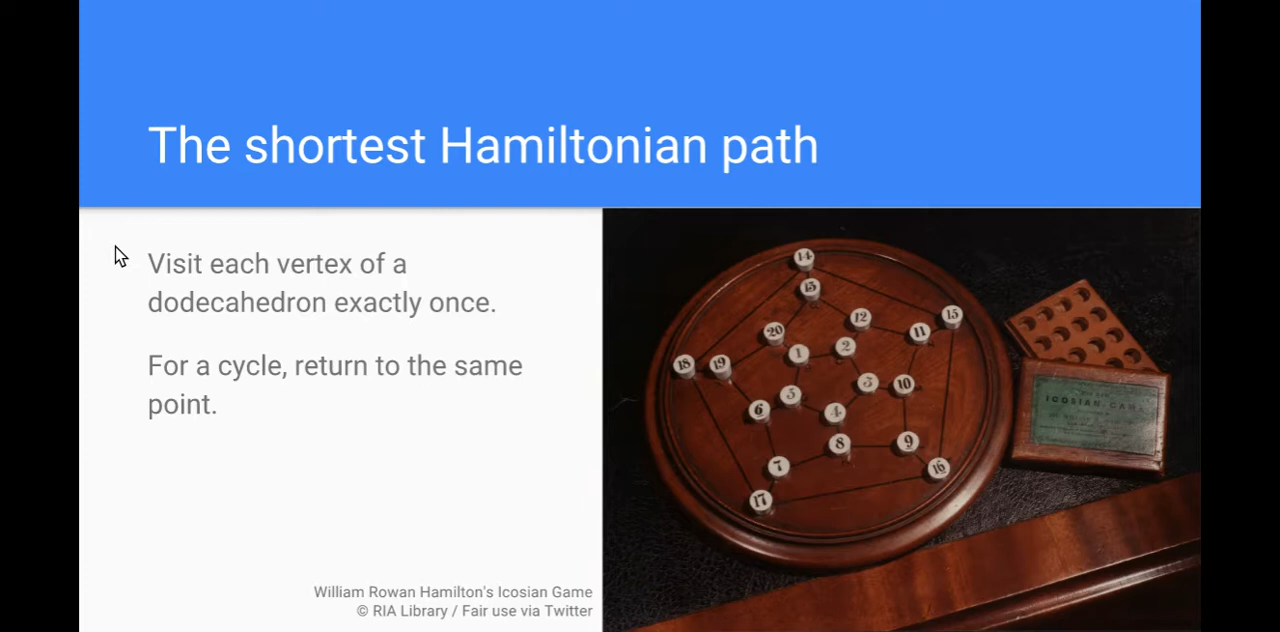 The shortest Hamiltonian path
Visit each vertex of a
dodecahedron exactly once.
For a cycle, return to the same
point.
14
13
15
12
20
11
2
1
18
19
3
10
5
6
4
8
9
7
16
17
ICOSIAN GAME
William Rowan Hamilton's Icosian Game
© RIA Library / Fair use via Twitter